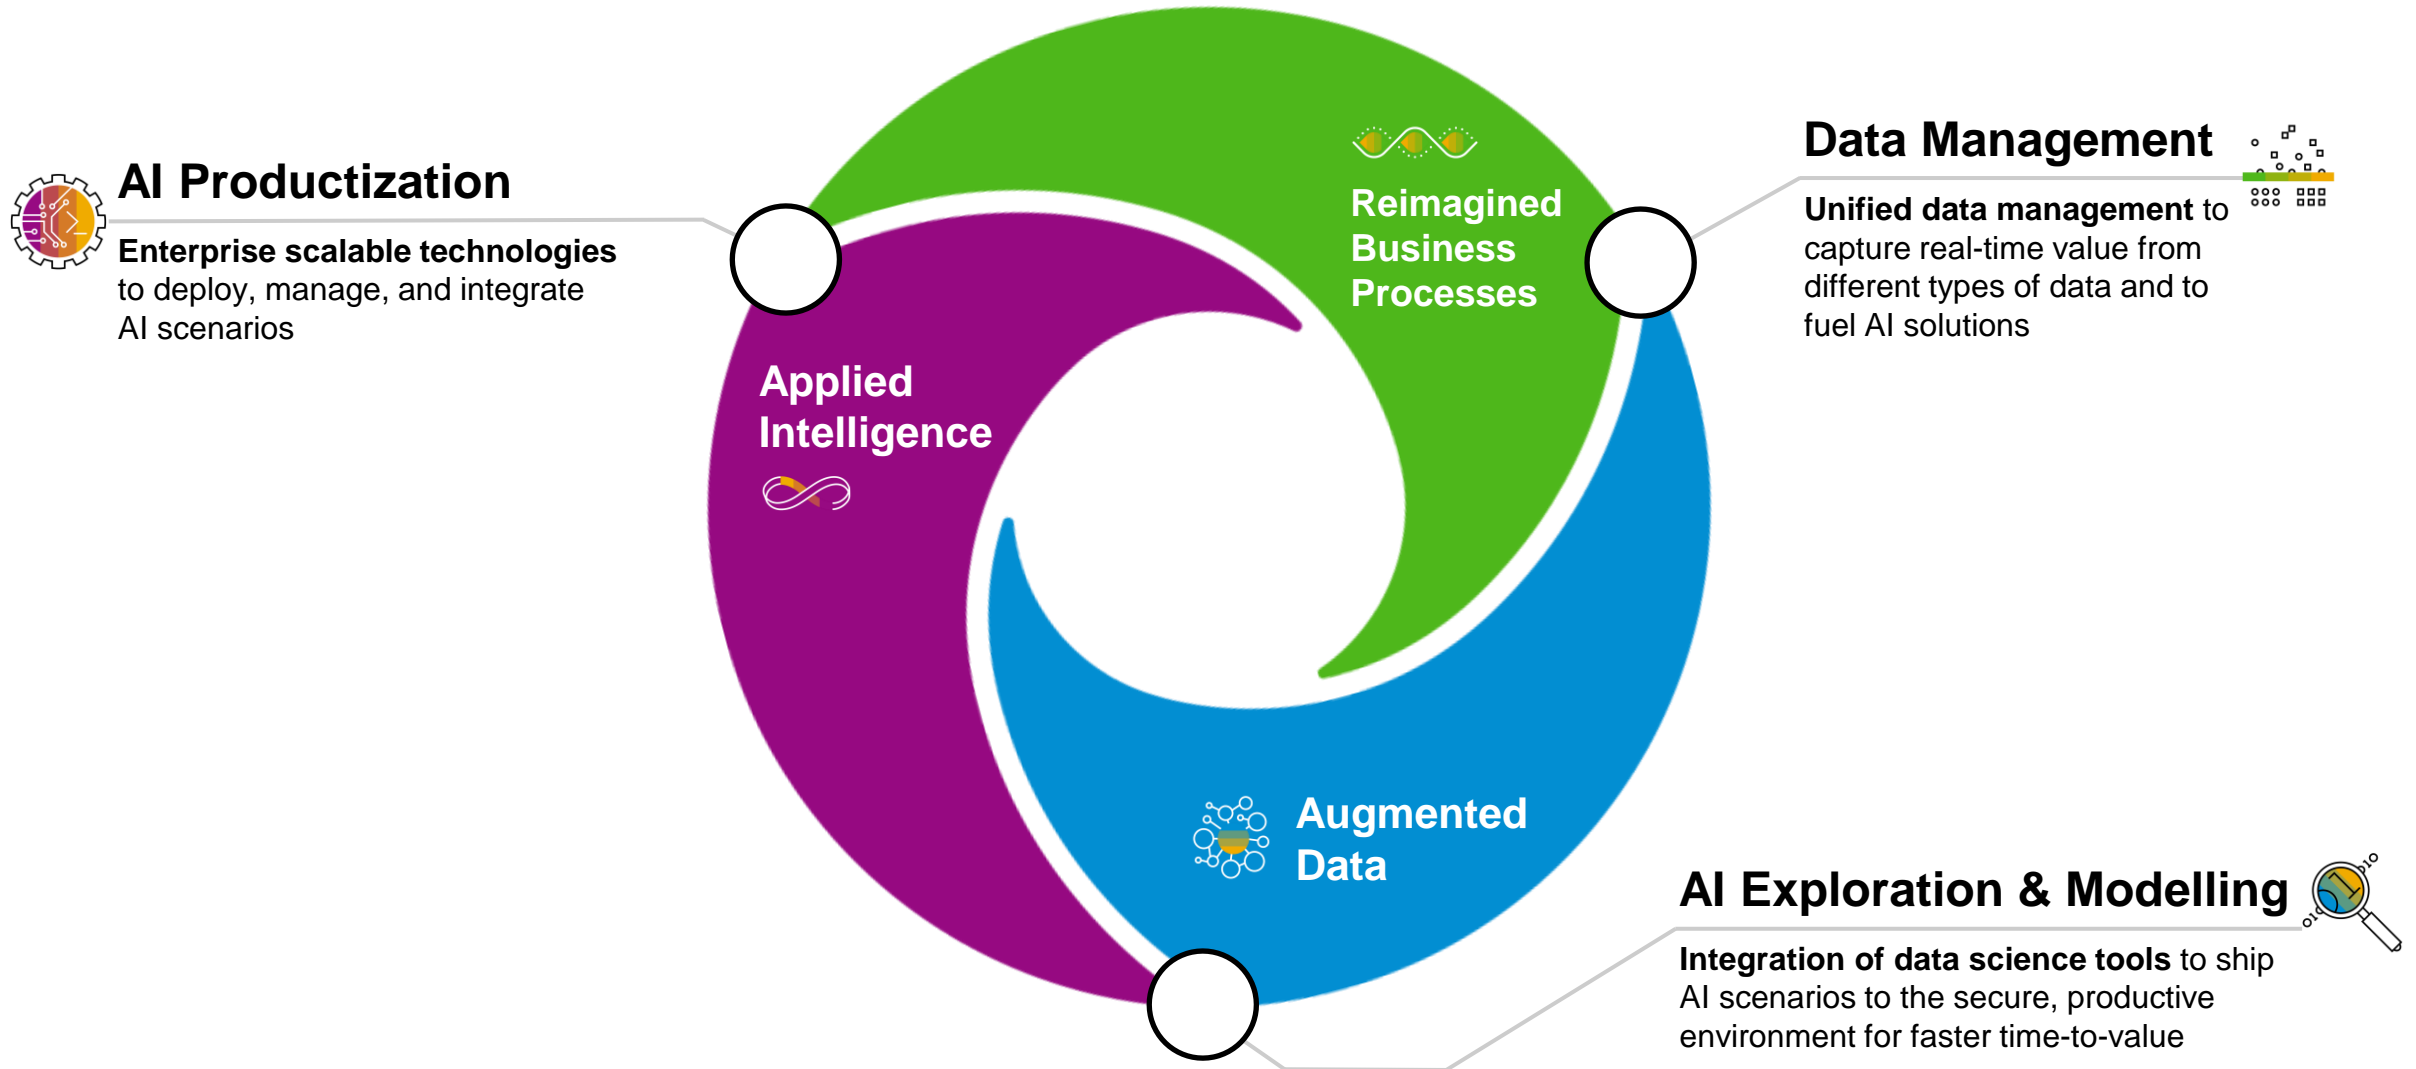 AI Productization
Enterprise scalable technologies
to deploy, manage, and integrate
AI scenarios
Reimagined
Business
Processes
Data Management
Unified data management to
capture real-time value from
different types of data and to
fuel AI solutions
Applied
Intelligence
Augmented
Data
AI Exploration & Modelling
Integration of data science tools to ship
AI scenarios to the secure, productive
environment for faster time-to-value